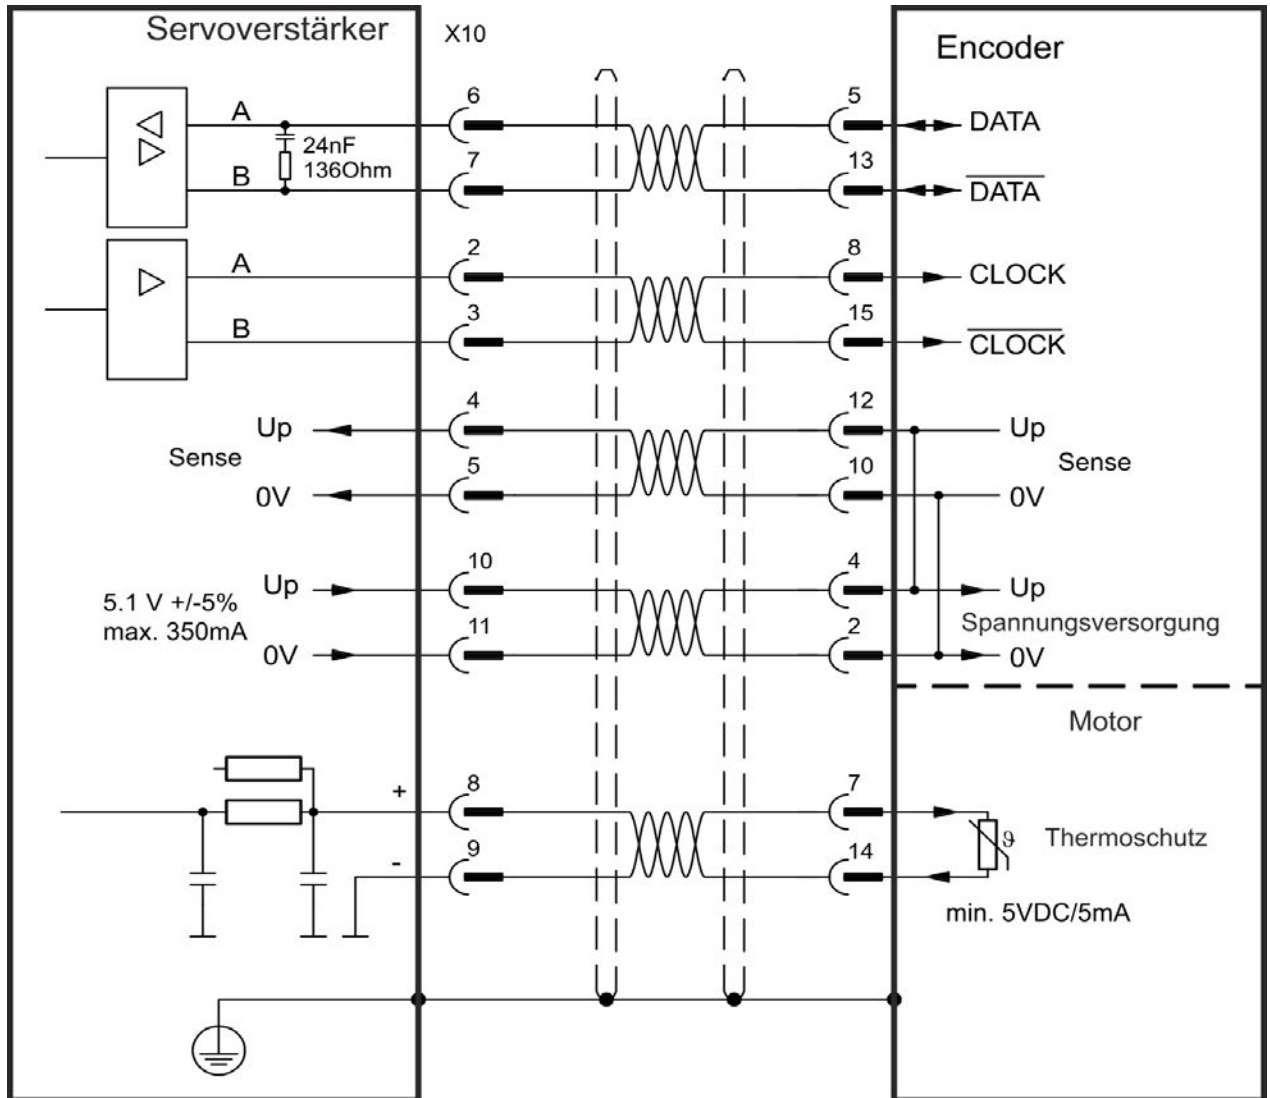 Servoverstärker
X10
Encoder
A
6
5
DATA
24nF
136Ohm
B
7
13
DATA
A
2
8
CLOCK
B
3
15
CLOCK
Up
4
12
Up
Sense
Sense
0V
5
10
0V
Up
10
4
Up
5.1 V +/-5%
max. 350mA
Spannungsversorgung
0V
11
2
0V
Motor
+
8
7
ϑ
Thermoschutz
-
9
14
min. 5VDC/5mA